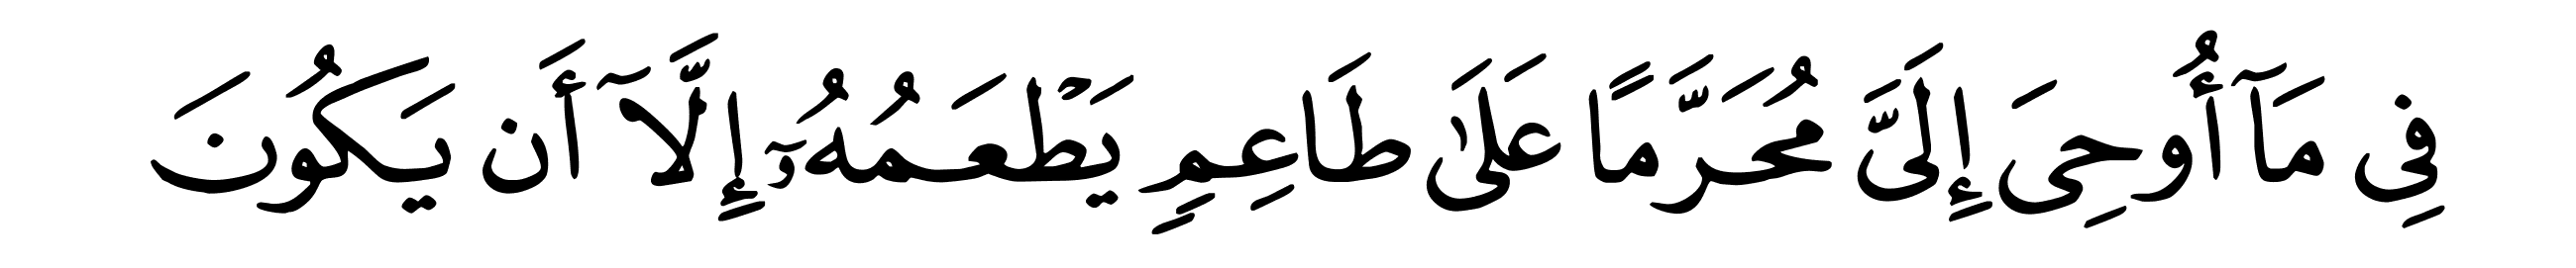 فِى مَآ أُوحِىَ إِلَىَّ مُحَرَّمًا عَلَىٰ طَاعِمٍ يَطْعَمُهُۥٓ إِلَّآ أَن يَكُونَ